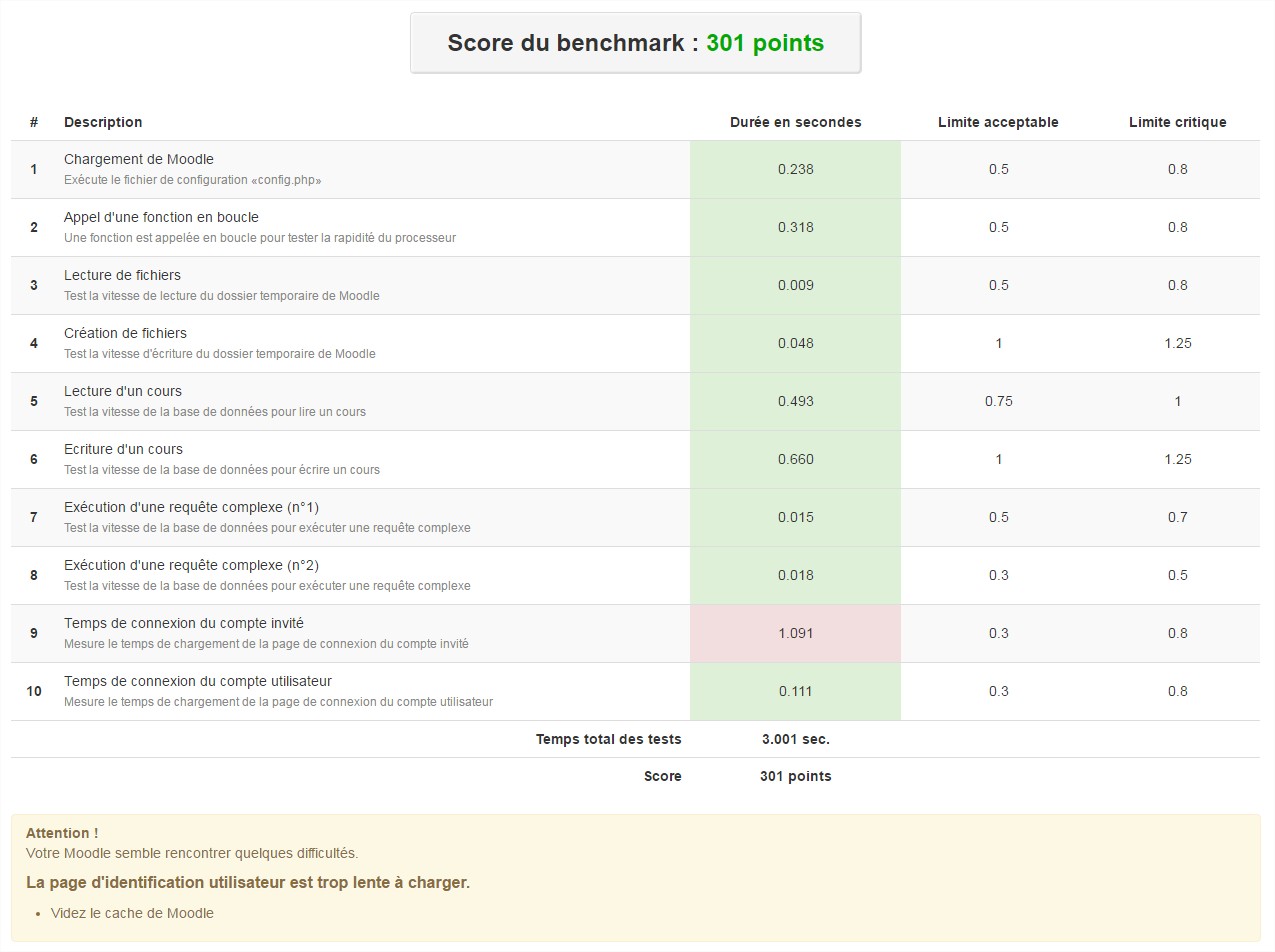 Score du benchmark : 301 points
# Description Durée en secondes Limite acceptable Limite critique
1 Chargement de Moodle 0.238 0.5 0.8
Exécute le fichier de configuration «config.php»
2 Appel d'une fonction en boucle 0.318 0.5 0.8
Une fonction est appelée en boucle pour tester la rapidité du processeur
3 Lecture de fichiers 0.009 0.5 0.8
Test la vitesse de lecture du dossier temporaire de Moodle
4 Création de fichiers 0.048 1 1.25
Test la vitesse d'écriture du dossier temporaire de Moodle
5 Lecture d'un cours 0.493 0.75 1
Test la vitesse de la base de données pour lire un cours
6 Ecriture d'un cours 0.660 1 1.25
Test la vitesse de la base de données pour écrire un cours
7 Exécution d'une requête complexe (n°1) 0.015 0.5 0.7
Test la vitesse de la base de données pour exécuter une requête complexe
8 Exécution d'une requête complexe (n°2) 0.018 0.3 0.5
Test la vitesse de la base de données pour exécuter une requête complexe
9 Temps de connexion du compte invité 1.091 0.3 0.8
Mesure le temps de chargement de la page de connexion du compte invité
10 Temps de connexion du compte utilisateur 0.111 0.3 0.8
Mesure le temps de chargement de la page de connexion du compte utilisateur
Temps total des tests 3.001 sec.
Score 301 points
Attention !
Votre Moodle semble rencontrer quelques difficultés.
La page d'identification utilisateur est trop lente à charger.
• Videz le cache de Moodle